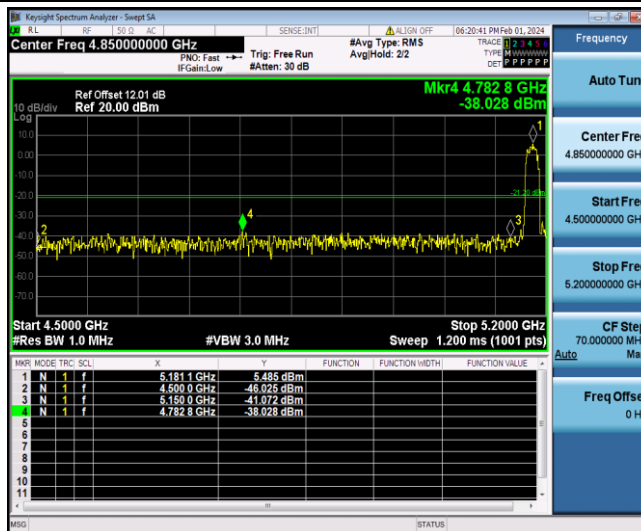 Keysight Spectrum Analyzer - Swept SA
RL RF 50 Ω AC SENSE:INT ALIGN OFF 06:20:41 PM Feb 01, 2024
Center Freq 4.850000000 GHz
PNO: Fast
IFGain:Low
Trig: Free Run
#Atten: 30 dB
#Avg Type: RMS
Avg|Hold: 2/2
TRACE 1 2 3 4 5 6
TYPE M W W W W W
DET P P P P P P
Ref Offset 12.01 dB
Ref 20.00 dBm
Mkr4 4.782 8 GHz
-38.028 dBm
10 dB/div
Log
10.0
0.00
-10.0
-20.0
-30.0
-40.0
-50.0
-60.0
-70.0
-21.20 dBm
1
2
3
4
Start 4.5000 GHz
Stop 5.2000 GHz
#Res BW 1.0 MHz
#VBW 3.0 MHz
Sweep 1.200 ms (1001 pts)
MKR MODE TRC SCL X Y FUNCTION FUNCTION WIDTH FUNCTION VALUE
1 N 1 f 5.181 1 GHz 5.485 dBm
2 N 1 f 4.500 0 GHz -46.025 dBm
3 N 1 f 5.150 0 GHz -41.072 dBm
4 N 1 f 4.782 8 GHz -38.028 dBm
5
6
7
8
9
10
11
MSG
STATUS
Frequency
Auto Tun
Center Fre
4.850000000 GH
Start Fre
4.500000000 GH
Stop Fre
5.200000000 GH
CF Step
70.000000 MH
Auto Ma
Freq Offse
0 H